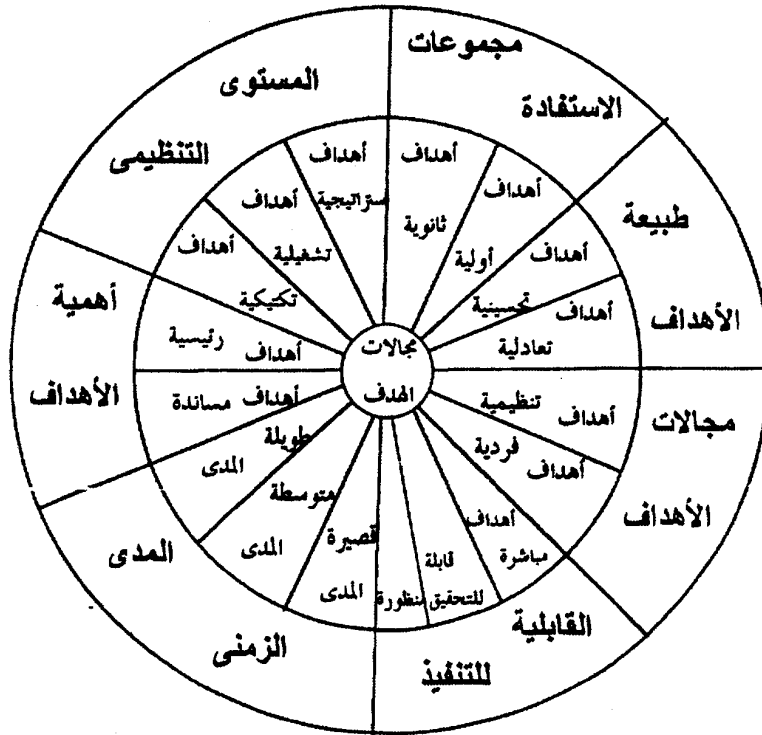 مجموعات
الاستفادة
طبيعة
الأهداف
مجالات
الأهداف
القابلية
للتنفيذ
المدى
الزمنى
أهمية
الأهداف
المستوى
التنظيمى
أهداف
ثانوية
أهداف
أولية
أهداف
تحسينية
أهداف
تعادلية
أهداف تنظيمية
أهداف فردية
أهداف
مباشرة
قابلة
للتحقيق
منظورة
قصيرة
المدى
متوسطة
المدى
طويلة
المدى
أهداف مساندة
أهداف رئيسية
أهداف
تكتيكية
أهداف
تشغيلية
أهداف
ستراتيجية
مجالات
الهدف